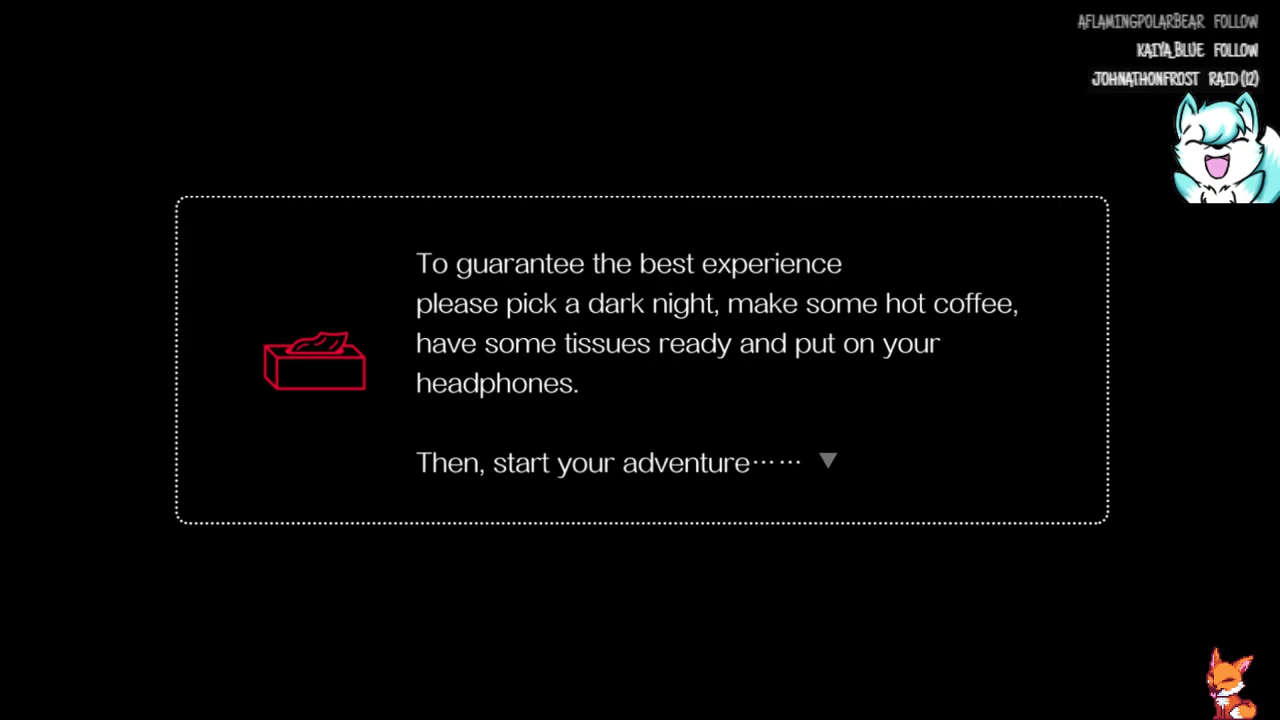 AFLAMINGPOLARBEAR FOLLOW
KAIYA_BLUE FOLLOW
JOHNATHONFROST RAID (12)
To guarantee the best experience
please pick a dark night, make some hot coffee,
have some tissues ready and put on your
headphones.
Then, start your adventure······